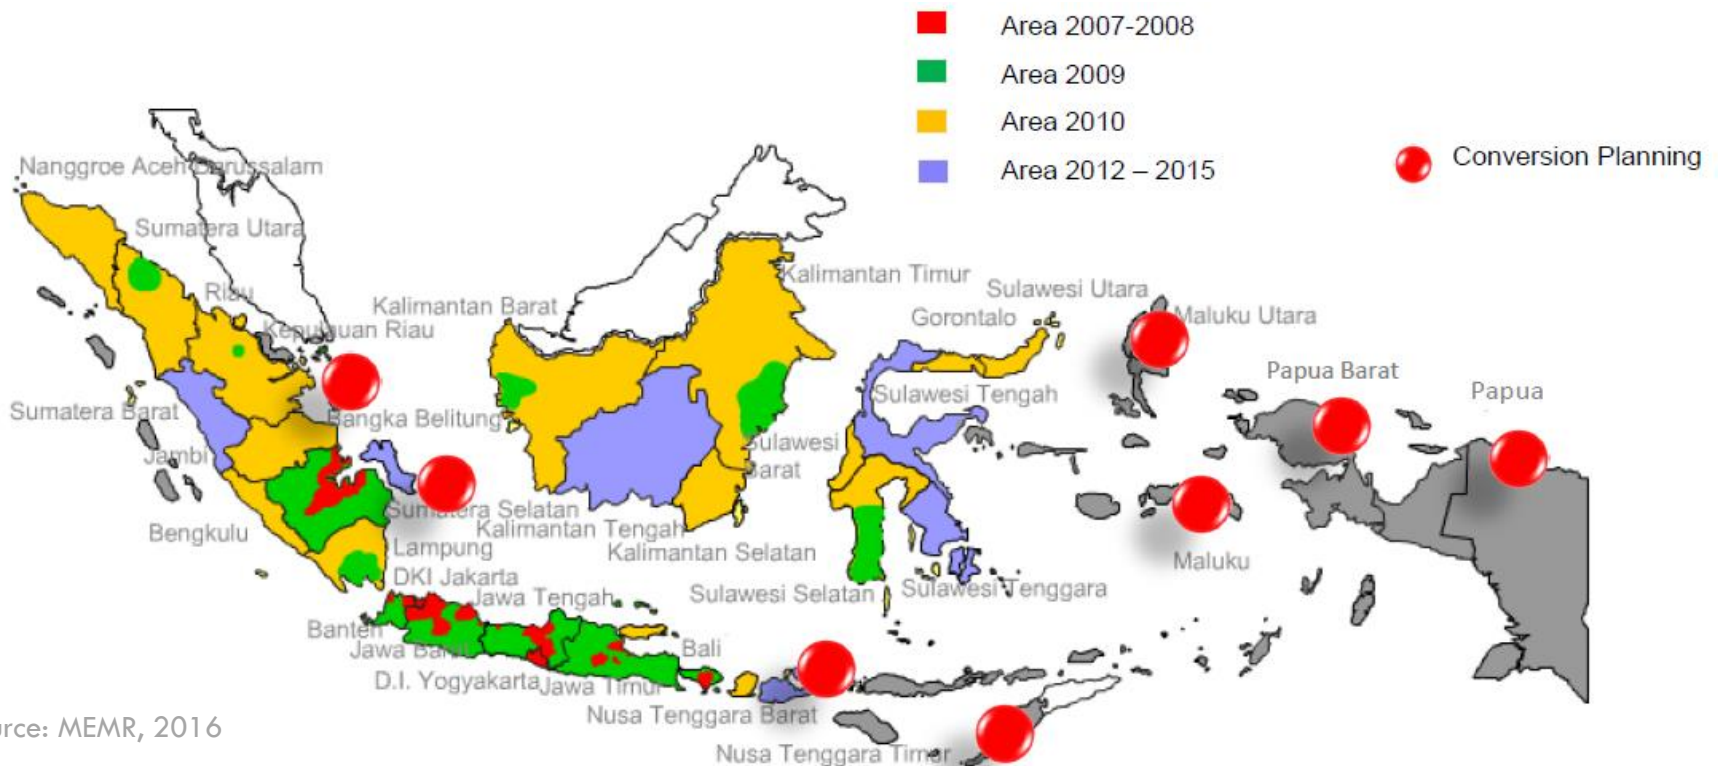 Area 2007-2008
Area 2009
Area 2010
Area 2012 – 2015
Conversion Planning
Nanggroe Aceh Darussalam
Sumatera Utara
Riau
Kepulauan Riau
Kalimantan Barat
Kalimantan Timur
Sulawesi Utara
Gorontalo
Maluku Utara
Papua Barat
Papua
Sumatera Barat
Bangka Belitung
Sulawesi Tengah
Jambi
Sulawesi
Barat
Sumatera Selatan
Bengkulu
Kalimantan Tengah
Lampung
Kalimantan Selatan
Maluku
DKI Jakarta
Jawa Tengah
Sulawesi Selatan
Sulawesi Tenggara
Banten
Jawa Barat
Bali
D.I. Yogyakarta
Jawa Timur
Nusa Tenggara Barat
urce: MEMR, 2016
Nusa Tenggara Timur